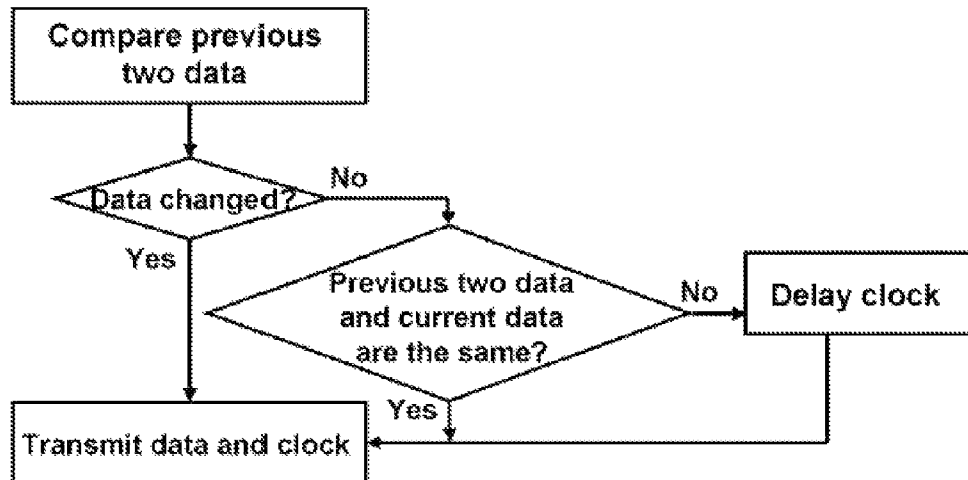 Compare previous
two data
Data changed?
No
Yes
Previous two data
and current data
are the same?
No
Delay clock
Yes
Transmit data and clock